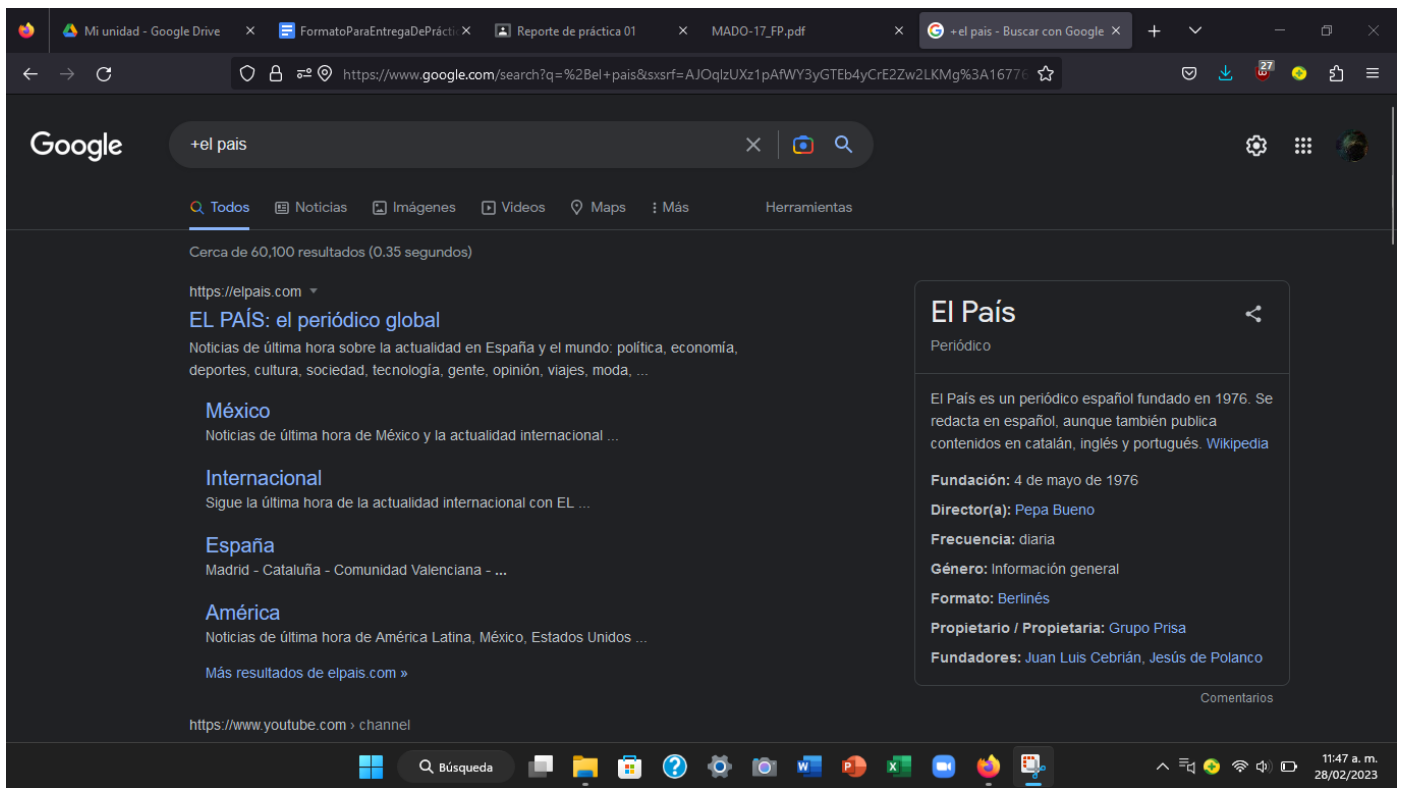 Mi unidad - Google Drive
FormatoParaEntregaDePrácti
Reporte de práctica 01
MADO-17_FP.pdf
+el pais - Buscar con Google
https://www.google.com/search?q=%2Bel+pais&sxsrf=AJOqlzUXz1pAfWY3yGTEb4yCrE2Zw2LKMg%3A16776
27
Google
+el pais
Todos
Noticias
Imágenes
Videos
Maps
Más
Herramientas
Cerca de 60,100 resultados (0.35 segundos)
https://elpais.com
EL PAÍS: el periódico global
Noticias de última hora sobre la actualidad en España y el mundo: política, economía,
deportes, cultura, sociedad, tecnología, gente, opinión, viajes, moda, ...
México
Noticias de última hora de México y la actualidad internacional ...
Internacional
Sigue la última hora de la actualidad internacional con EL ...
España
Madrid - Cataluña - Comunidad Valenciana - ...
América
Noticias de última hora de América Latina, México, Estados Unidos ...
Más resultados de elpais.com »
https://www.youtube.com › channel
El País
Periódico
El País es un periódico español fundado en 1976. Se
redacta en español, aunque también publica
contenidos en catalán, inglés y portugués. Wikipedia
Fundación: 4 de mayo de 1976
Director(a): Pepa Bueno
Frecuencia: diaria
Género: Información general
Formato: Berlinés
Propietario / Propietaria: Grupo Prisa
Fundadores: Juan Luis Cebrián, Jesús de Polanco
Comentarios
Búsqueda
11:47 a. m.
28/02/2023